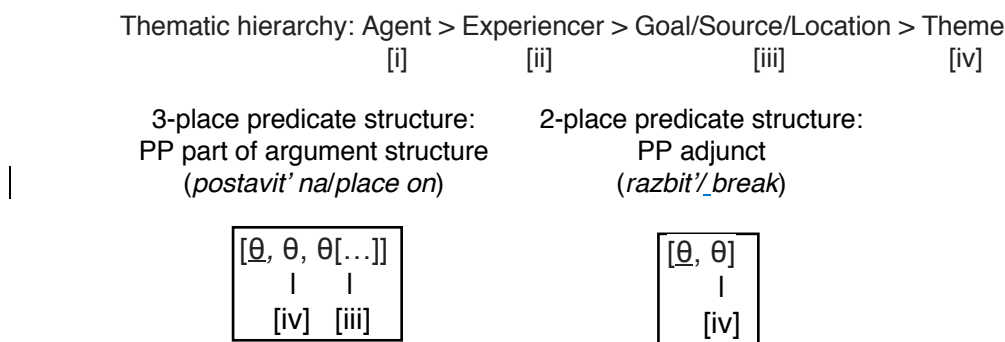 Thematic hierarchy: Agent > Experiencer > Goal/Source/Location > Theme
[i] [ii] [iii] [iv]
3-place predicate structure:
PP part of argument structure
(postavit' na/place on)
[θ, θ, θ[…]]
[iv] [iii]
2-place predicate structure:
PP adjunct
(razbit'/ break)
[θ, θ]
[iv]